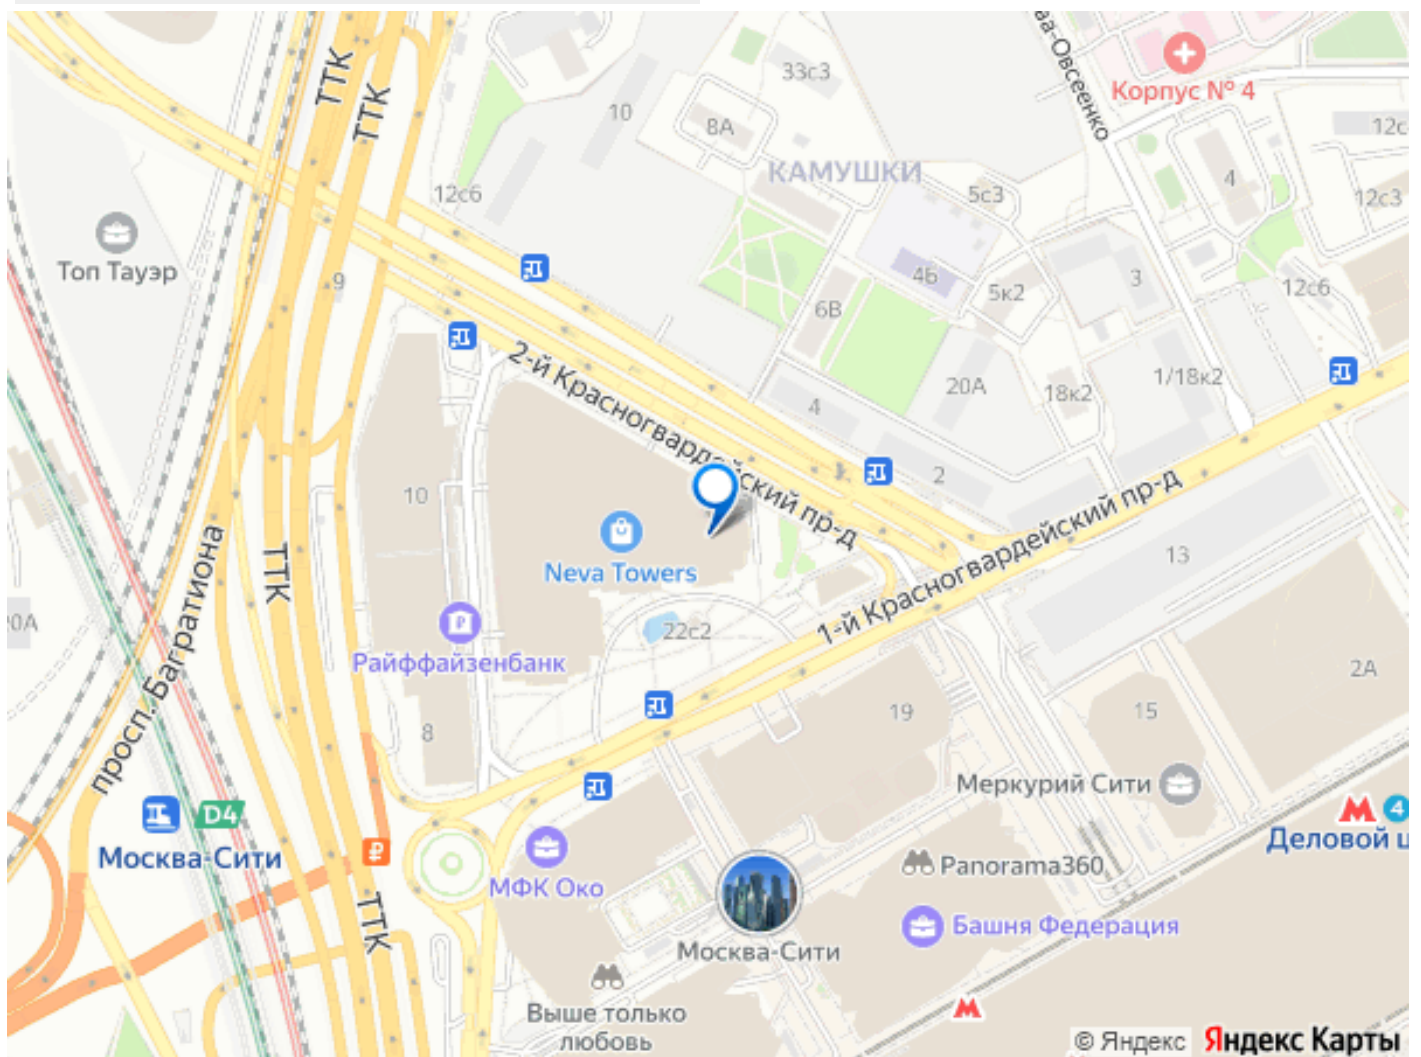 ТТК
ТТК
33с3
10
8А
Корпус № 4
12с
КАМУШКИ
12с6
5с3
4
12с3
Топ Тауэр
9
4Б
5к2
3
12с6
6В
2-й Красногвардейский пр-д
20А
18к2
1/18к2
4
2
10
1-й Красногвардейский пр-д
13
Neva Towers
просп. Багратиона
ТТК
22с2
Райффайзенбанк
2А
19
15
8
Меркурий Сити
D4
Москва-Сити
4
Деловой ц
МФК Око
Panorama360
ТТК
Башня Федерация
Москва-Сити
Выше только
любовь
© Яндекс Яндекс Карты